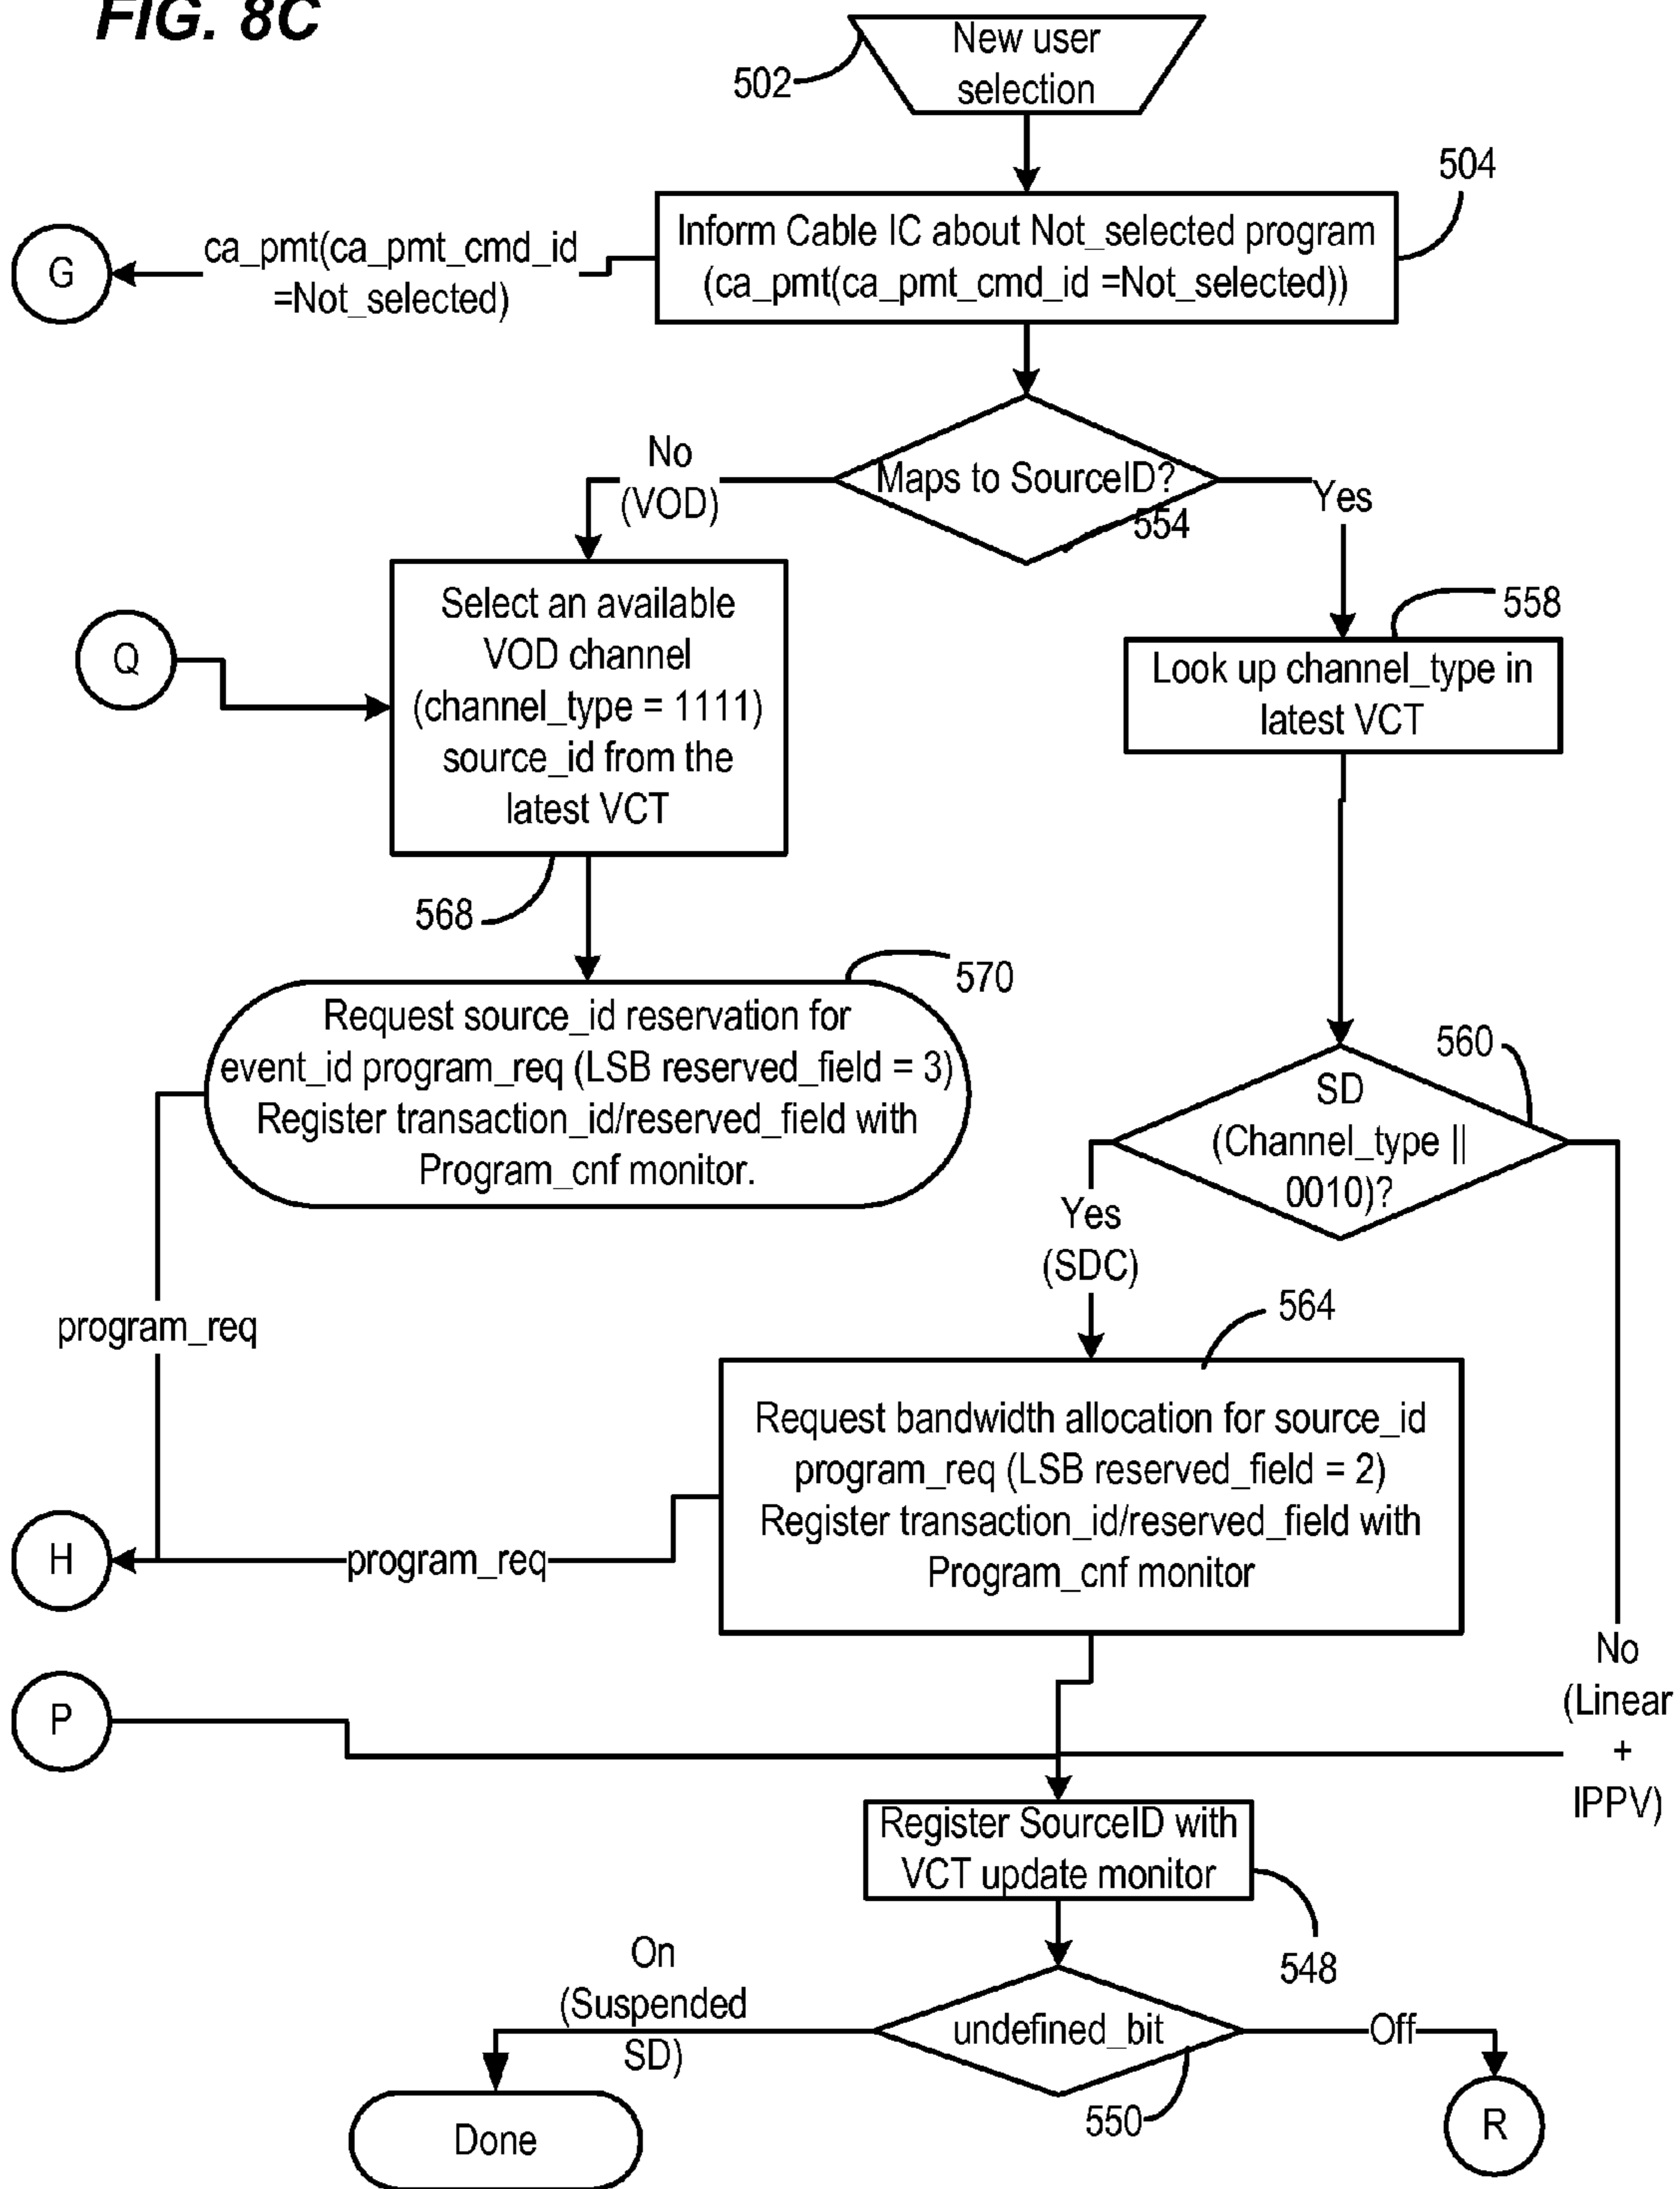 FIG. 8C
New user
selection
502
504
Inform Cable IC about Not_selected program
(ca_pmt(ca_pmt_cmd_id =Not_selected))
G
ca_pmt(ca_pmt_cmd_id
=Not_selected)
Maps to SourceID?
554
No
(VOD)
Yes
Q
Select an available
VOD channel
(channel_type = 1111)
source_id from the
latest VCT
568
558
Look up channel_type in
latest VCT
570
Request source_id reservation for
event_id program_req (LSB reserved_field = 3)
Register transaction_id/reserved_field with
Program_cnf monitor.
560
SD
(Channel_type ||
0010)?
Yes
(SDC)
program_req
564
Request bandwidth allocation for source_id
program_req (LSB reserved_field = 2)
Register transaction_id/reserved_field with
Program_cnf monitor
H
program_req
No
(Linear
+
IPPV)
P
Register SourceID with
VCT update monitor
548
On
(Suspended
SD)
undefined_bit
550
Off
Done
R